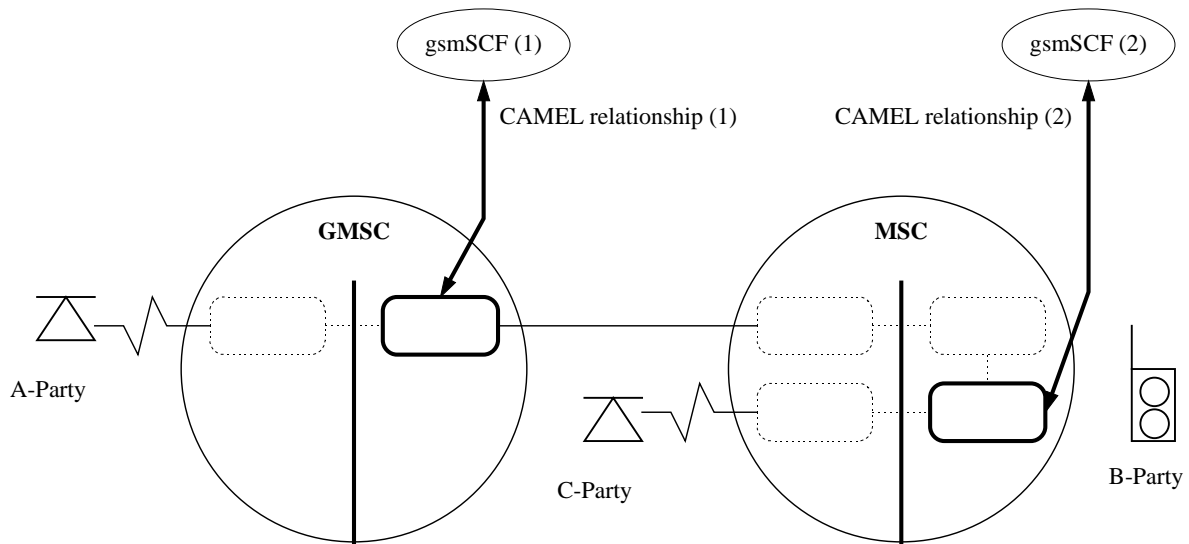 gsmSCF (1)
gsmSCF (2)
CAMEL relationship (1)
CAMEL relationship (2)
GMSC
MSC
A-Party
C-Party
B-Party